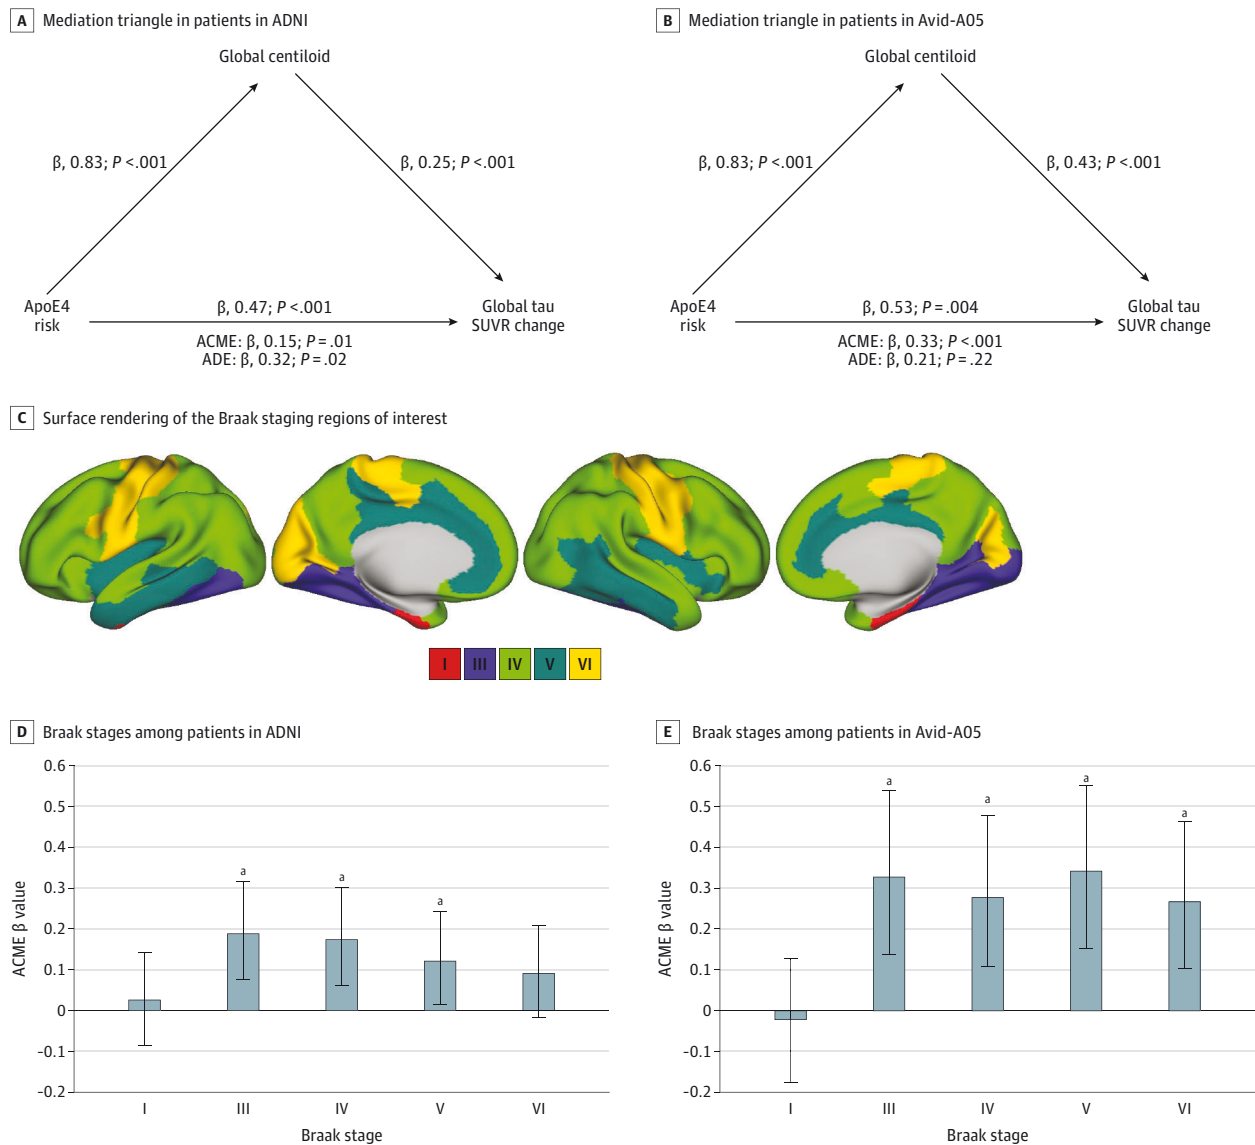 A Mediation triangle in patients in ADNI
Global centiloid
β, 0.83; P <.001
β, 0.25; P <.001
ApoE4
risk
β, 0.47; P <.001
ACME: β, 0.15; P = .01
ADE: β, 0.32; P = .02
Global tau
SUVR change
B Mediation triangle in patients in Avid-A05
Global centiloid
β, 0.83; P <.001
β, 0.43; P <.001
ApoE4
risk
β, 0.53; P = .004
ACME: β, 0.33; P <.001
ADE: β, 0.21; P = .22
Global tau
SUVR change
C Surface rendering of the Braak staging regions of interest
I III IV V VI
D Braak stages among patients in ADNI
ACME β value
0.6
0.5
0.4
0.3
0.2
0.1
0
-0.1
-0.2
a a a
I III IV V VI
Braak stage
E Braak stages among patients in Avid-A05
ACME β value
0.6
0.5
0.4
0.3
0.2
0.1
0
-0.1
-0.2
a a a a
I III IV V VI
Braak stage